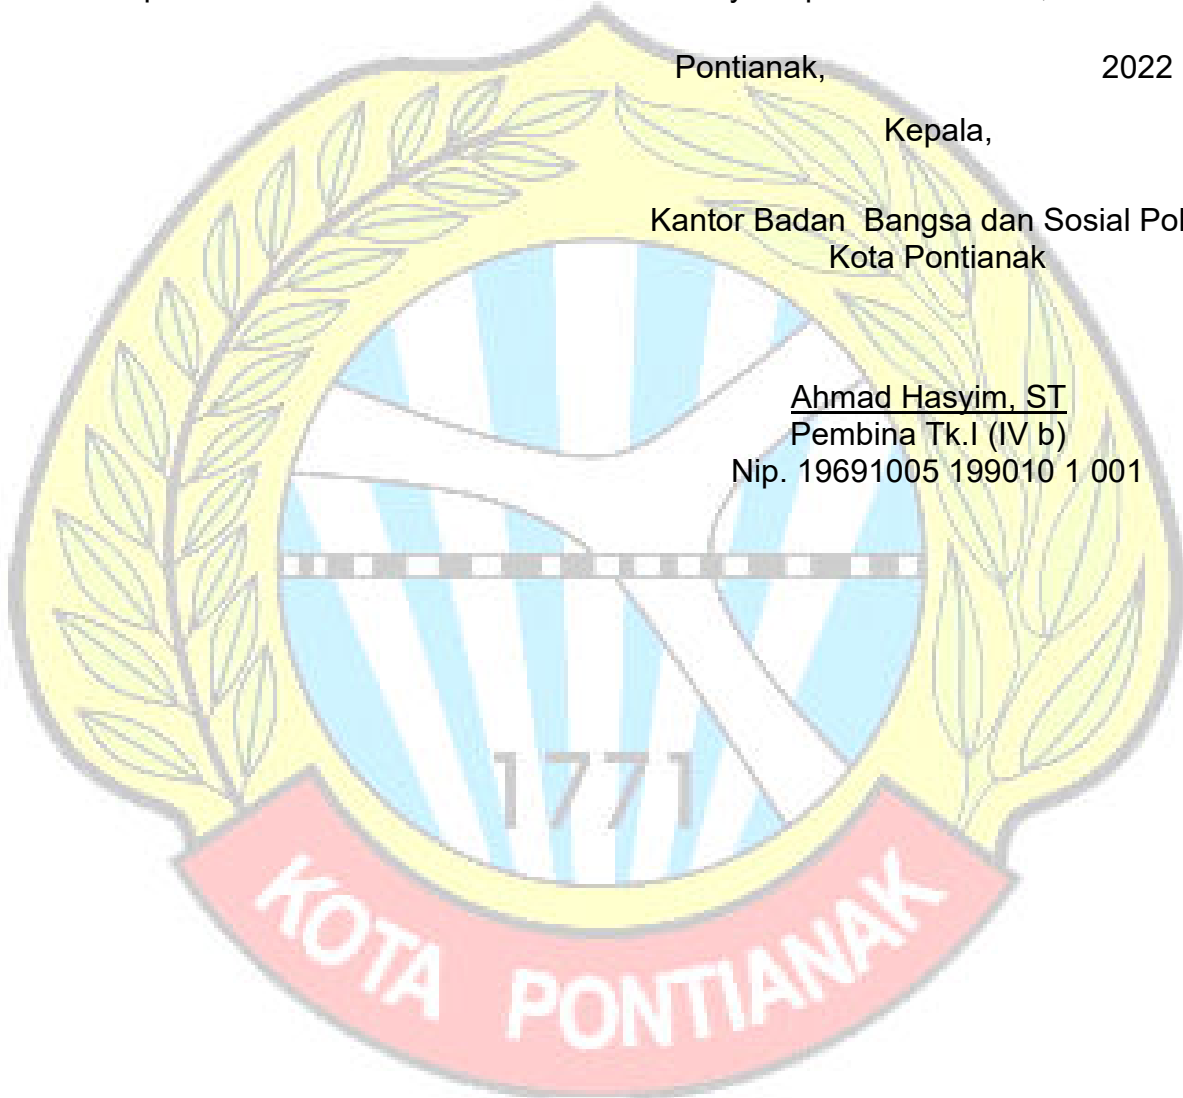 Pontianak, 2022
Kepala,
Kantor Badan Bangsa dan Sosial Pol
Kota Pontianak
Ahmad Hasyim, ST
Pembina Tk.I (IV b)
Nip. 19691005 199010 1 001
1771
KOTA PONTIANAK